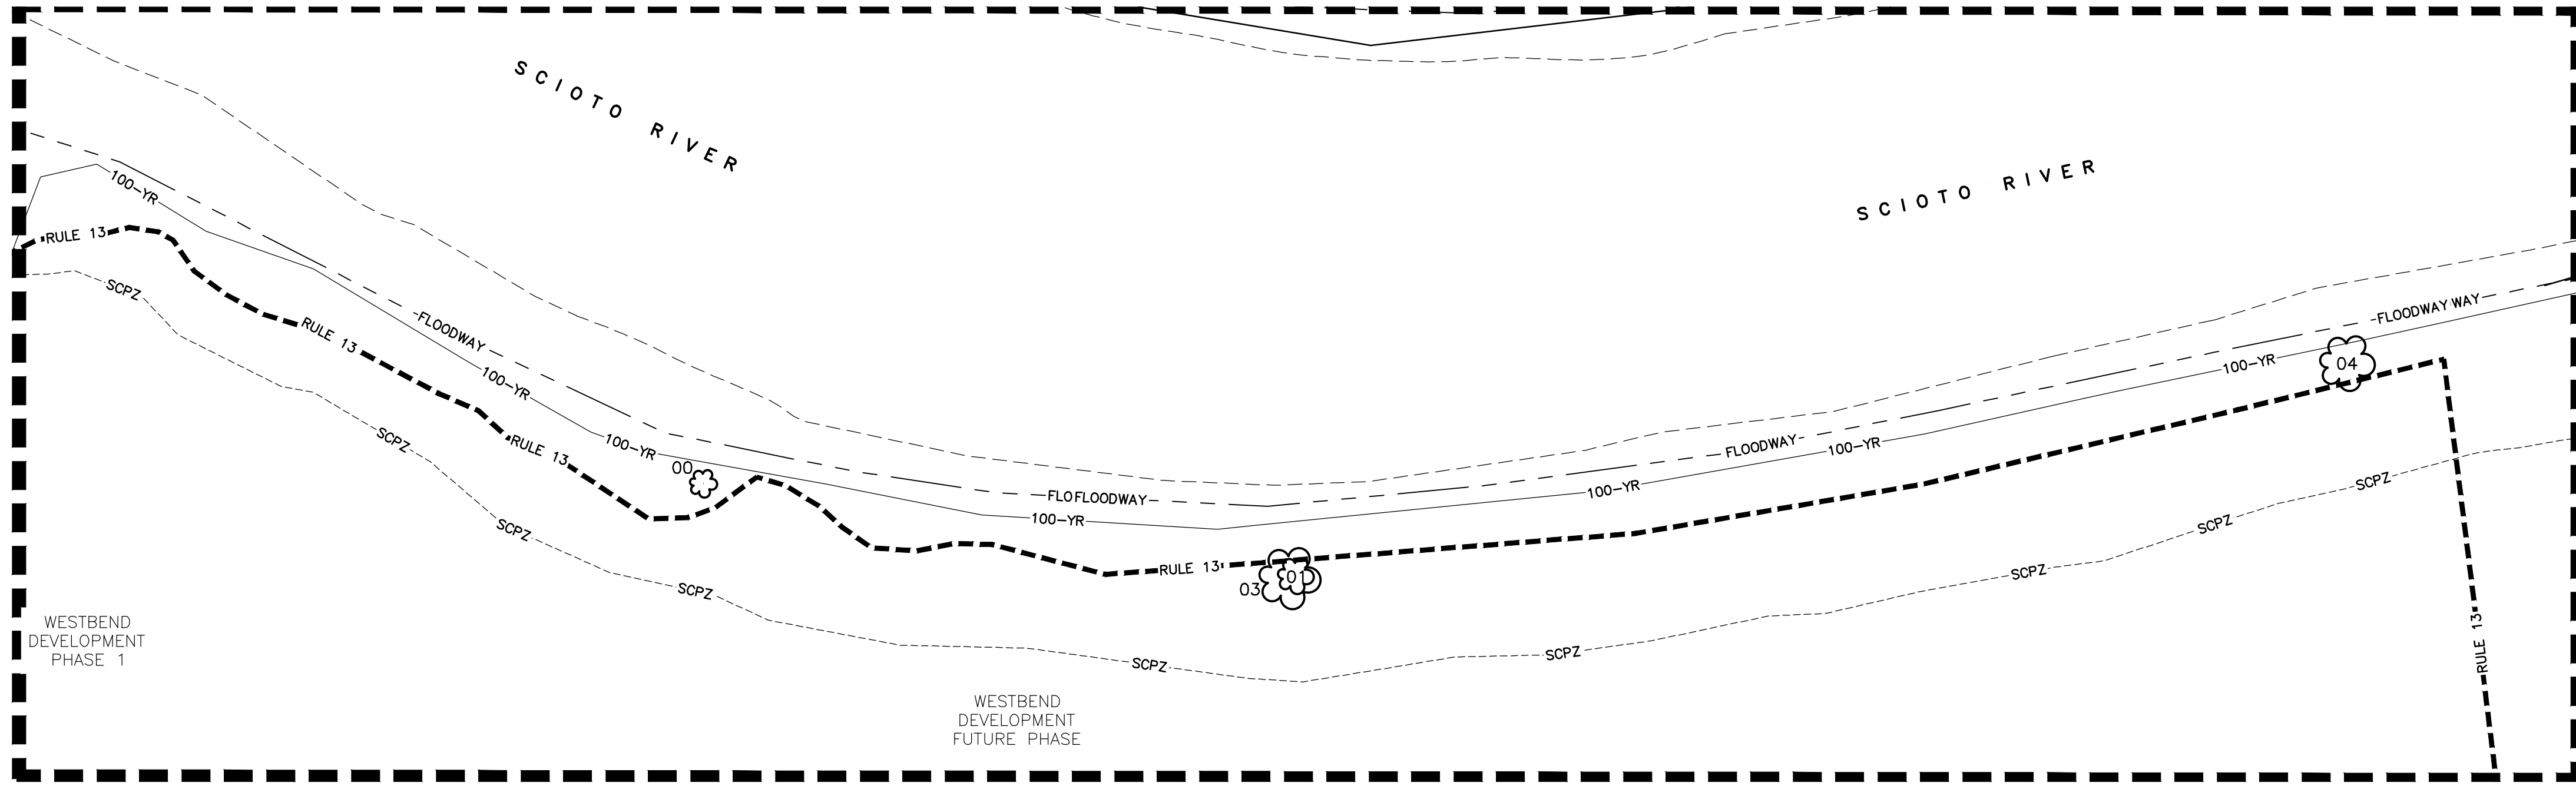 SCIOTO RIVER
SCIOTO RIVER
100-YR
RULE 13
SCPZ
FLOODWAY
RULE 13
100-YR
SCPZ
RULE 13
100-YR
00
SCPZ
SCPZ
FLOFLOODWAY
100-YR
RULE 13
03
01
100-YR
FLOODWAY
100-YR
FLOODWAY WAY
100-YR
04
SCPZ
SCPZ
SCPZ
SCPZ
SCPZ
RULE 13
WESTBEND
DEVELOPMENT
PHASE 1
WESTBEND
DEVELOPMENT
FUTURE PHASE